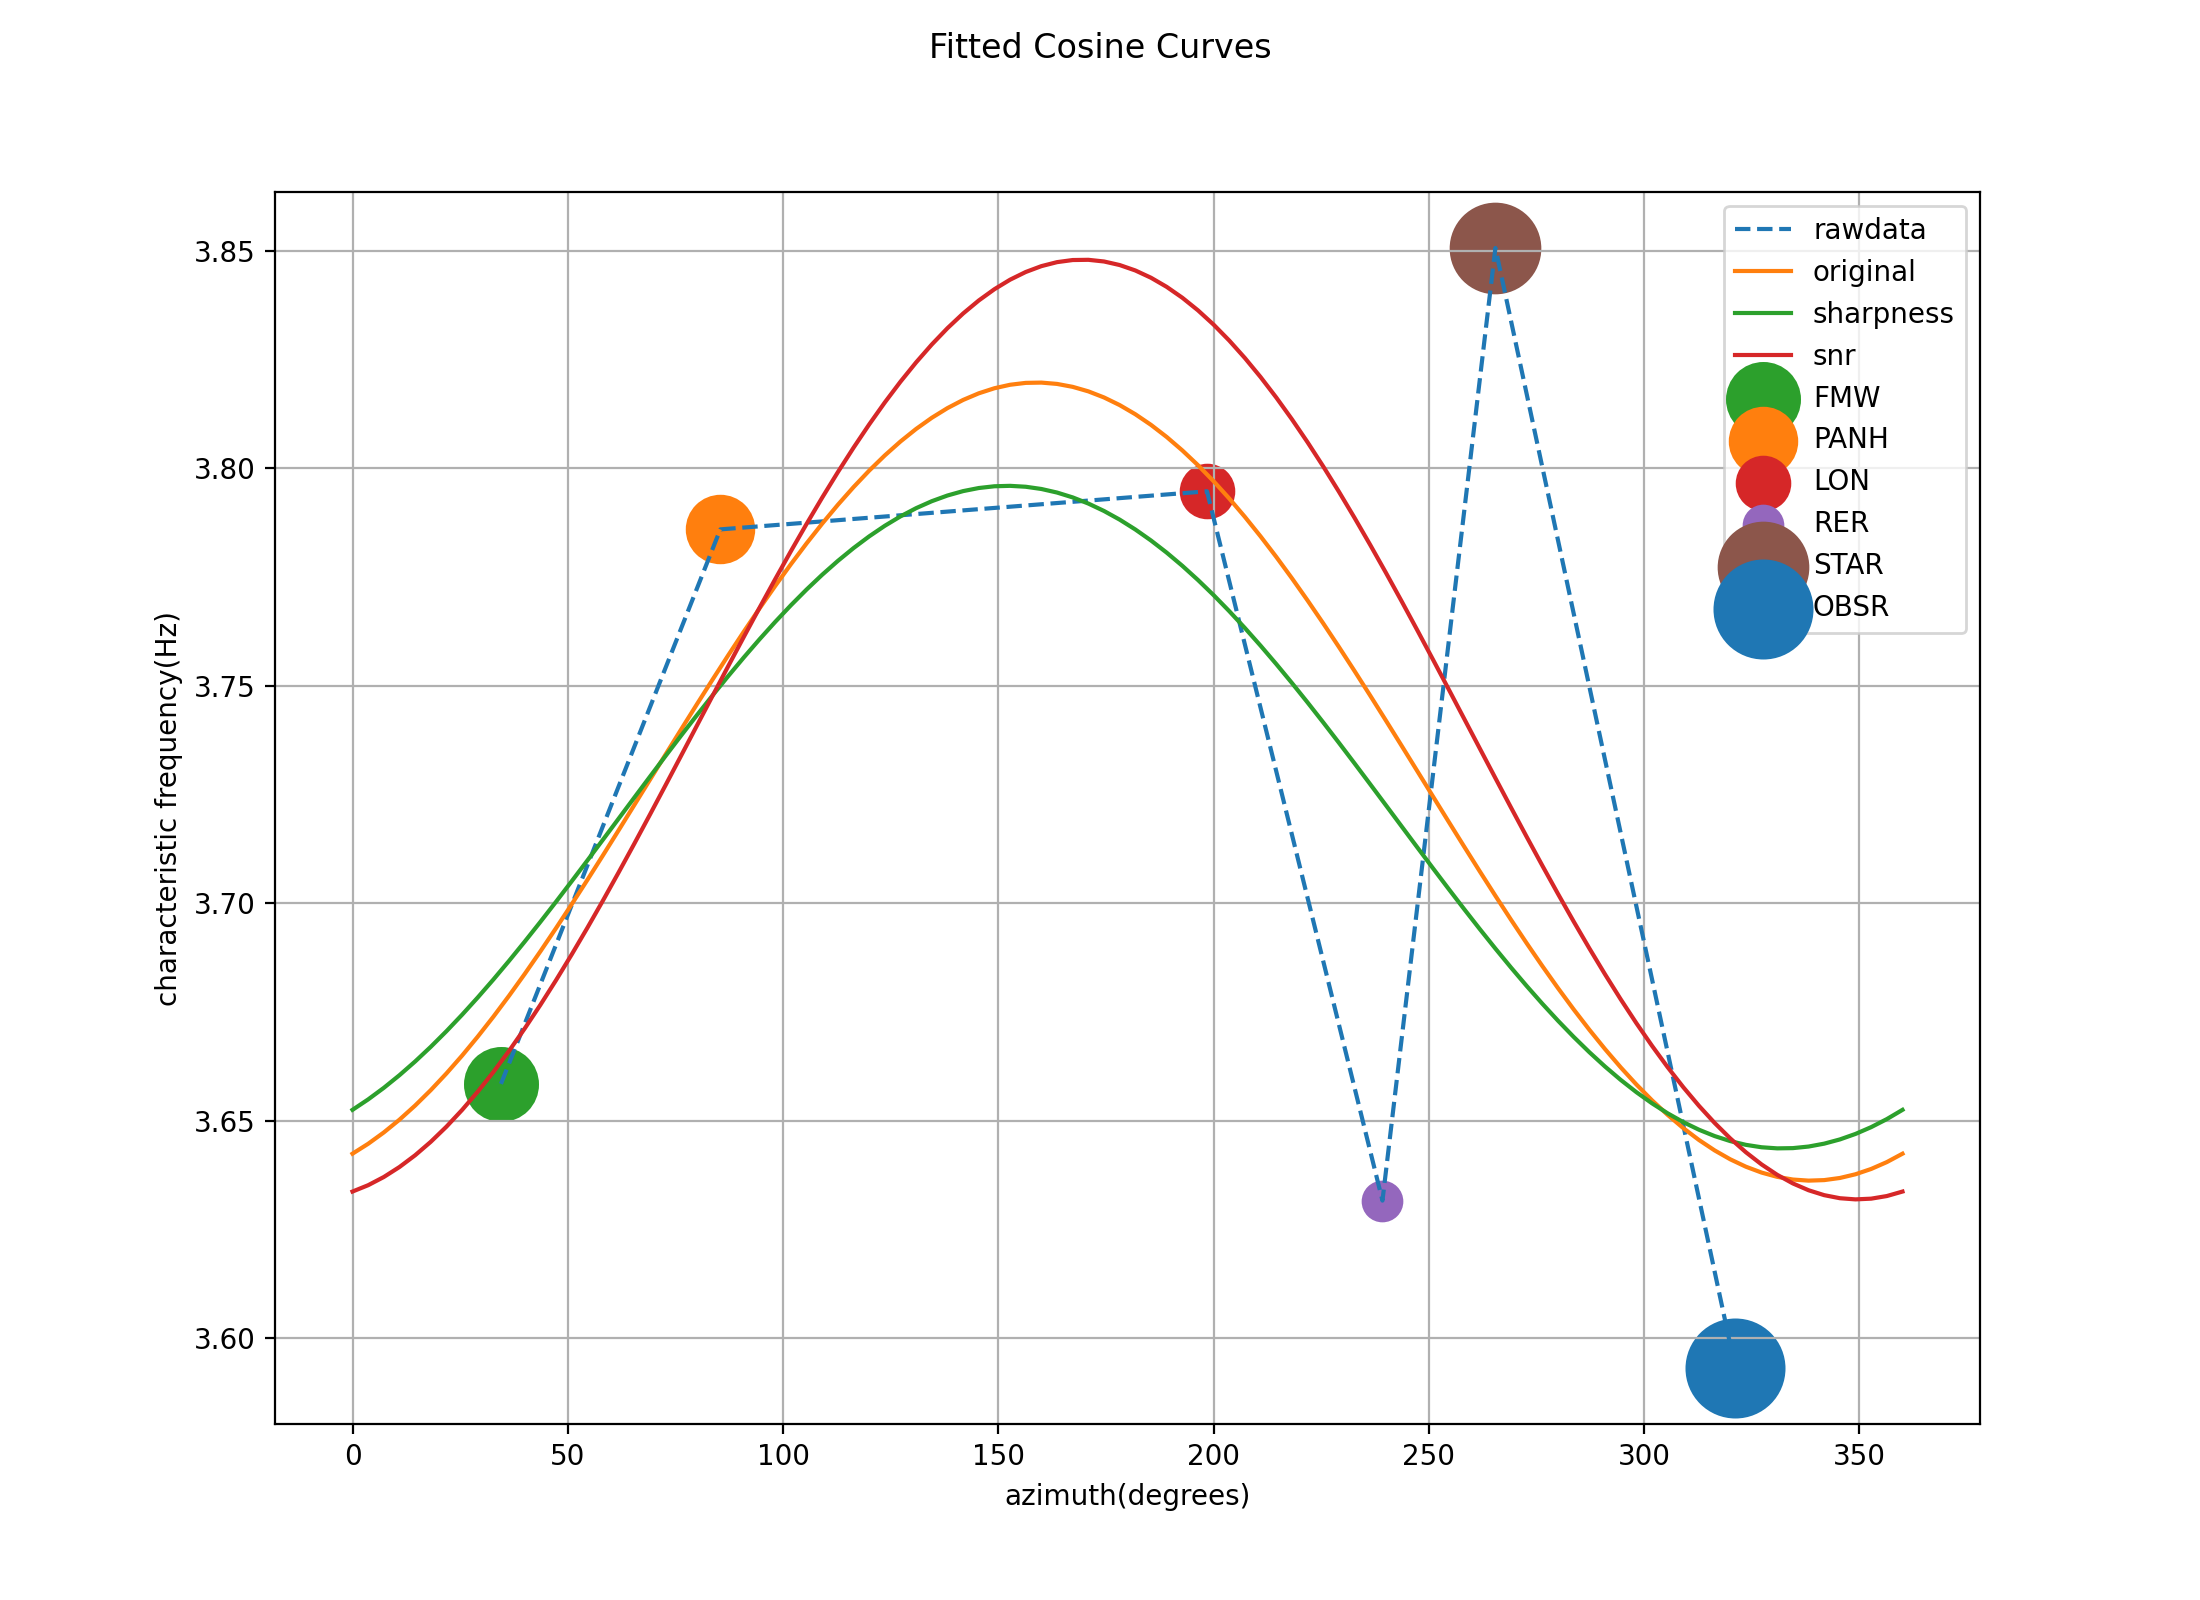 Fitted Cosine Curves
3.85
3.80
3.75
3.70
3.65
3.60
characteristic frequency(Hz)
0 50 100 150 200 250 300 350
azimuth(degrees)
rawdata
original
sharpness
snr
FMW
PANH
LON
RER
STAR
OBSR